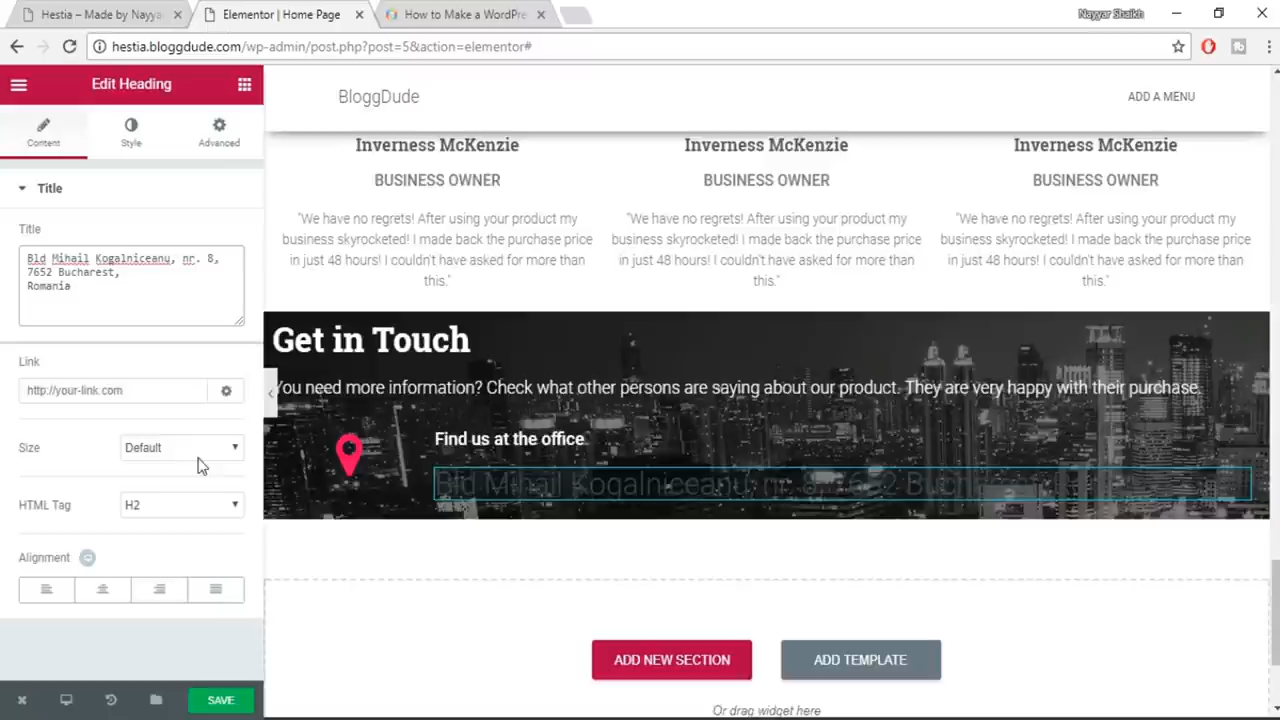 Hestia – Made by Nayya
Elementor | Home Page
How to Make a WordPre
Nayyar Shaikh
hestia.bloggdude.com/wp-admin/post.php?post=5&action=elementor#
Edit Heading
Content
Style
Advanced
Title
Title
Bld Mihail Kogalniceanu, nr. 8,
7652 Bucharest,
Romania
Link
http://your-link.com
Size
Default
HTML Tag
H2
Alignment
SAVE
BloggDude
ADD A MENU
Inverness McKenzie
BUSINESS OWNER
"We have no regrets! After using your product my
business skyrocketed! I made back the purchase price
in just 48 hours! I couldn't have asked for more than
this."
Inverness McKenzie
BUSINESS OWNER
"We have no regrets! After using your product my
business skyrocketed! I made back the purchase price
in just 48 hours! I couldn't have asked for more than
this."
Inverness McKenzie
BUSINESS OWNER
"We have no regrets! After using your product my
business skyrocketed! I made back the purchase price
in just 48 hours! I couldn't have asked for more than
this."
Get in Touch
You need more information? Check what other persons are saying about our product. They are very happy with their purchase.
Find us at the office
Bld Mihail Kogalniceanu, nr. 8,
ADD NEW SECTION
ADD TEMPLATE
Or drag widget here